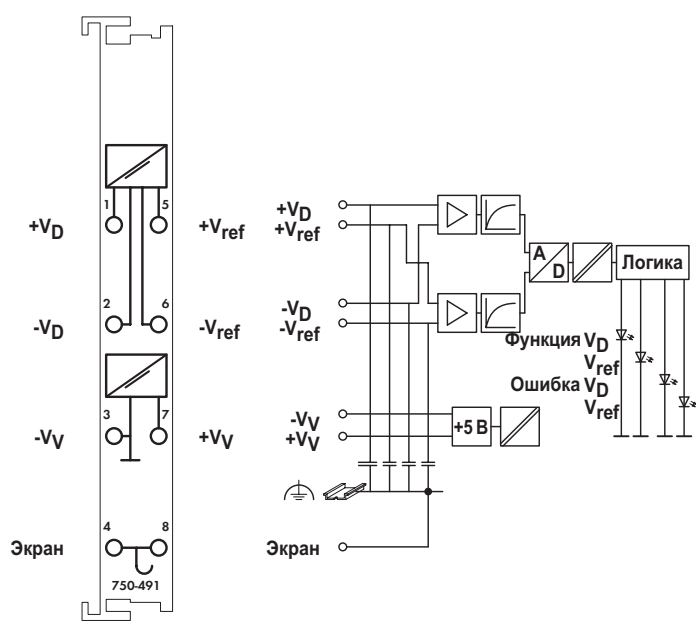 1 5
+VD +Vref
2 6
-VD -Vref
3 7
-VV +VV
4 8
Экран
750-491
+VD
+Vref
-VD
-Vref
-VV
+VV
Экран
A
D
Логика
Функция VD
Vref
Ошибка VD
Vref
+5 В